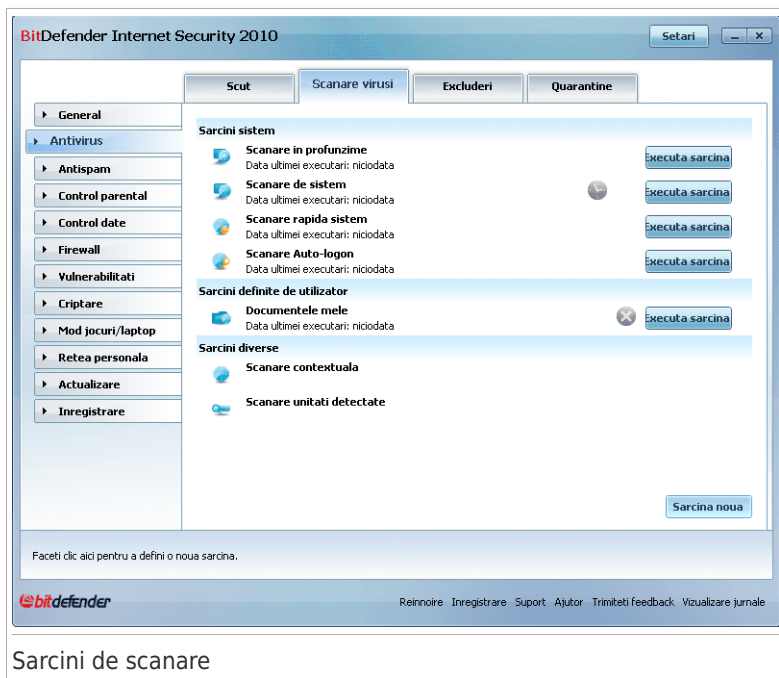 BitDefender Internet Security 2010
Setari
Scut
Scanare virusi
Excluderi
Quarantine
General
Antivirus
Antispam
Control parental
Control date
Firewall
Vulnerabilitati
Criptare
Mod jocuri/laptop
Retea personala
Actualizare
Inregistrare
Sarcini sistem
Scanare in profunzime
Data ultimei executari: niciodata
Executa sarcina
Scanare de sistem
Data ultimei executari: niciodata
Executa sarcina
Scanare rapida sistem
Data ultimei executari: niciodata
Executa sarcina
Scanare Auto-logon
Data ultimei executari: niciodata
Executa sarcina
Sarcini definite de utilizator
Documentele mele
Data ultimei executari: niciodata
Executa sarcina
Sarcini diverse
Scanare contextuala
Scanare unitati detectate
Sarcina noua
Faceti clic aici pentru a defini o noua sarcina.
bitdefender
Reinnoire Inregistrare Suport Ajutor Trimiteti feedback Vizualizare jurnale
Sarcini de scanare